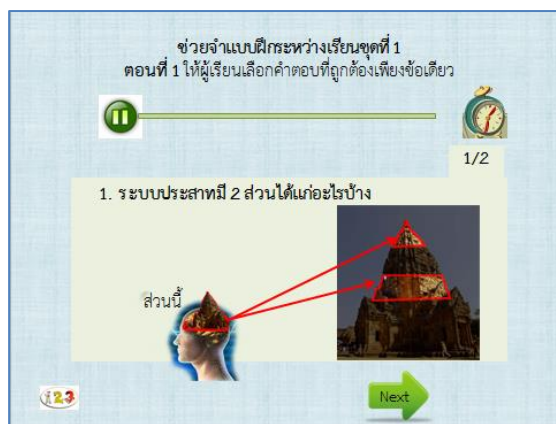 ช่วยจำแบบฝึกระหว่างเรียนชุดที่ 1
ตอนที่ 1 ให้ผู้เรียนเลือกคำตอบที่ถูกต้องเพียงข้อเดียว
1/2
1. ระบบประสาทมี 2 ส่วนได้แก่อะไรบ้าง
ส่วนนี้
123
Next